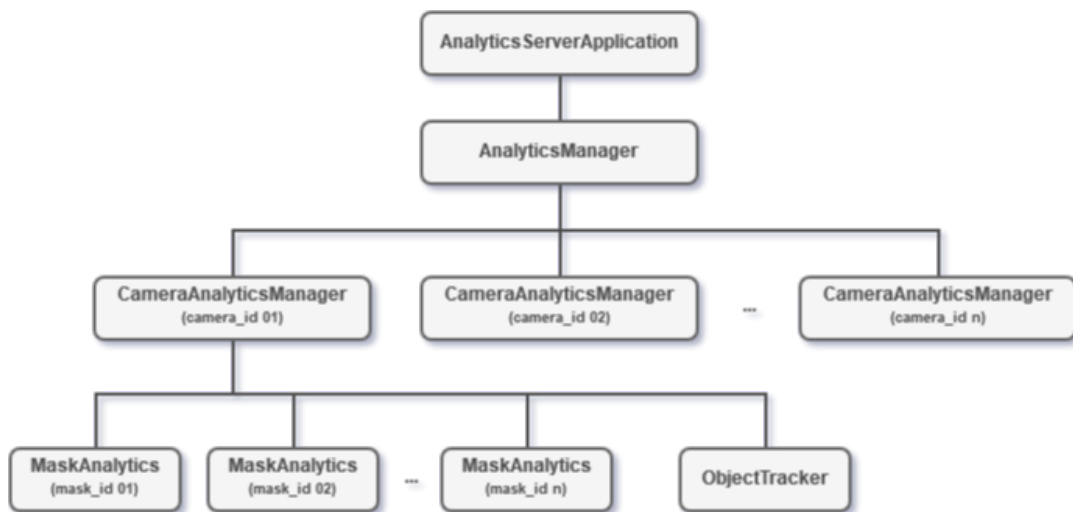 AnalyticsServerApplication
AnalyticsManager
CameraAnalyticsManager
(camera_id 01)
CameraAnalyticsManager
(camera_id 02)
...
CameraAnalyticsManager
(camera_id n)
MaskAnalytics
(mask_id 01)
MaskAnalytics
(mask_id 02)
...
MaskAnalytics
(mask_id n)
ObjectTracker